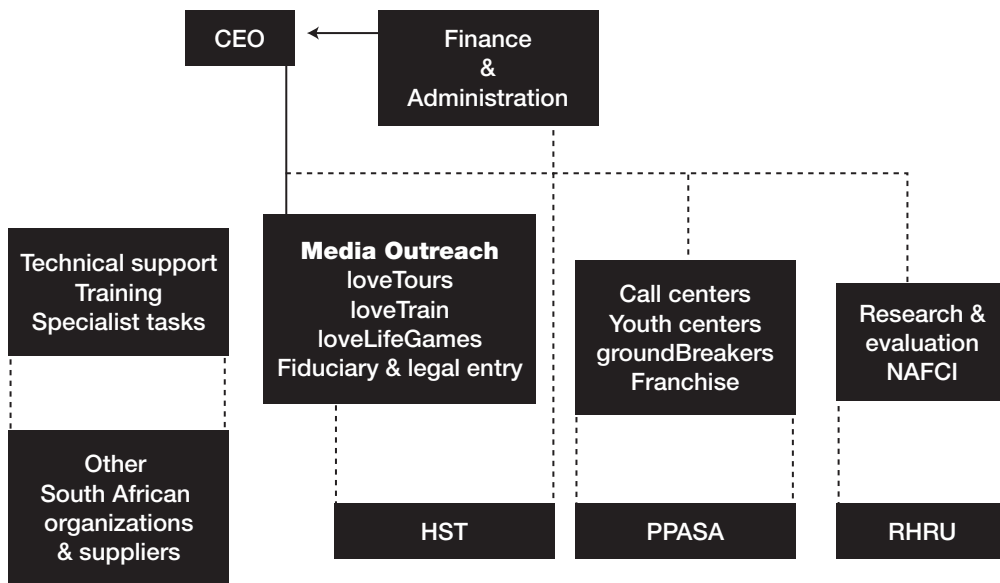 CEO
Finance
&
Administration
Technical support
Training
Specialist tasks
Media Outreach
loveTours
loveTrain
loveLifeGames
Fiduciary & legal entry
Call centers
Youth centers
groundBreakers
Franchise
Research &
evaluation
NAFCI
Other
South African
organizations
& suppliers
HST
PPASA
RHRU